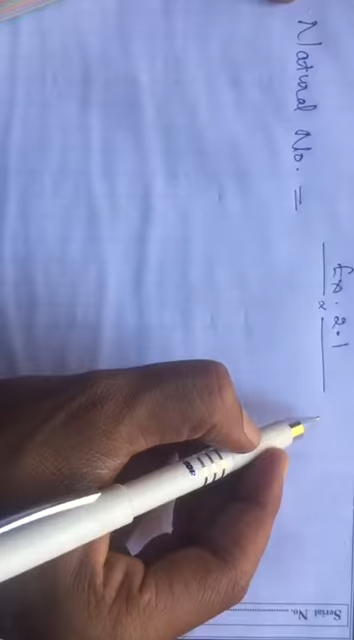 Serial No.
Ex. 2.1
Natural No. =